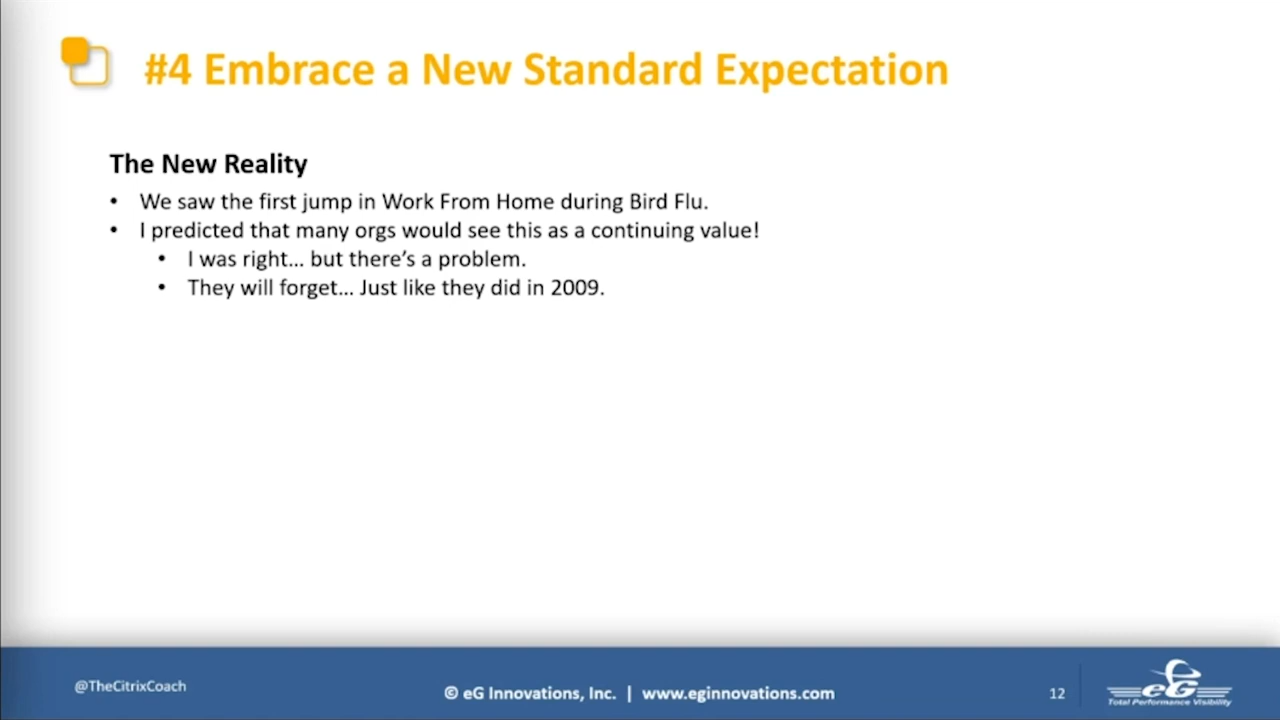 #4 Embrace a New Standard Expectation
The New Reality
• We saw the first jump in Work From Home during Bird Flu.
• I predicted that many orgs would see this as a continuing value!
• I was right... but there's a problem.
• They will forget... Just like they did in 2009.
@TheCitrixCoach
© eG Innovations, Inc. | www.eginnovations.com
12
eG
Total Performance Visibility